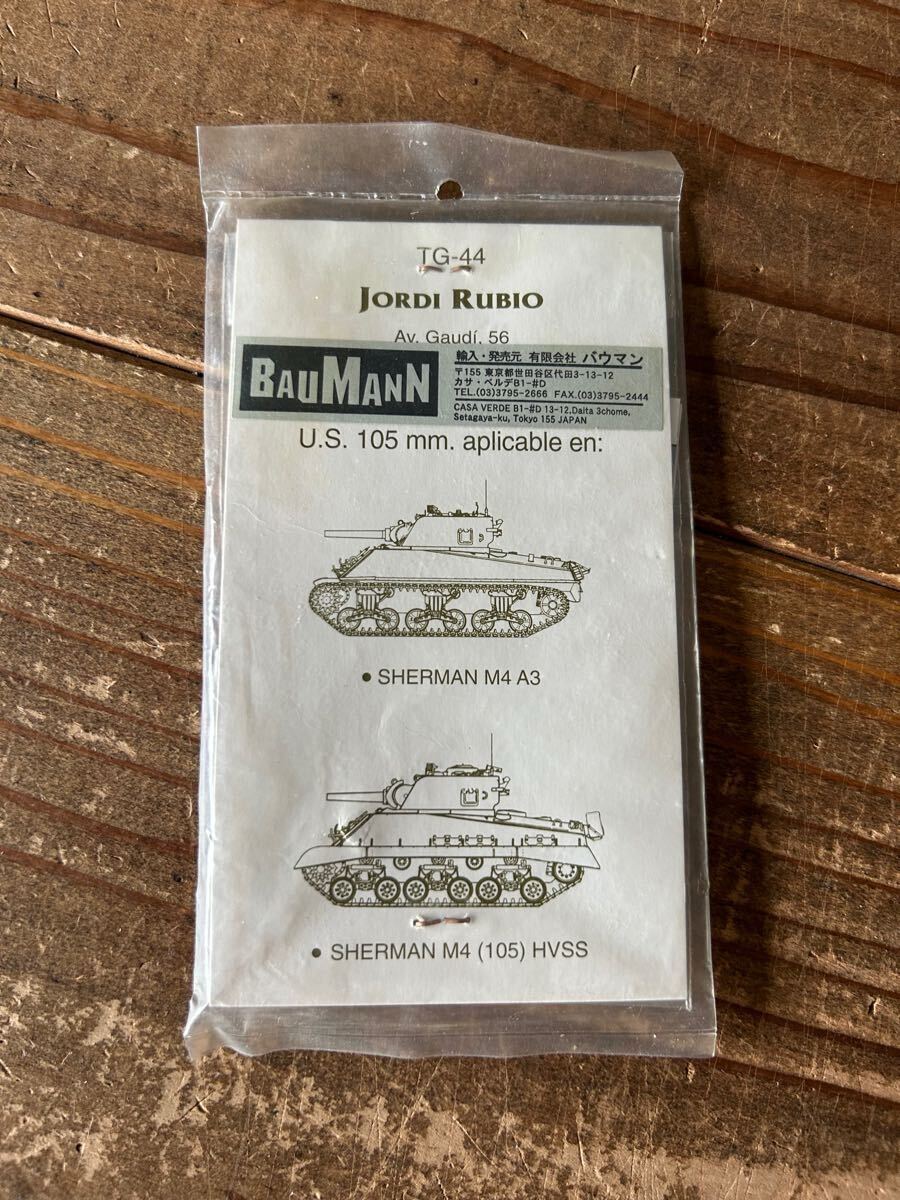 TG-44
JORDI RUBIO
Av. Gaudí, 56
BAUMANN
輸入・発売元 有限会社 バウマン
〒155 東京都世田谷区代田3-13-12
カサ・ベルデB1-#D
TEL.(03)3795-2666 FAX.(03)3795-2444
CASA VERDE B1-#D 13-12,Daita 3chome,
Setagaya-ku, Tokyo 155 JAPAN
U.S. 105 mm. aplicable en:
• SHERMAN M4 A3
• SHERMAN M4 (105) HVSS